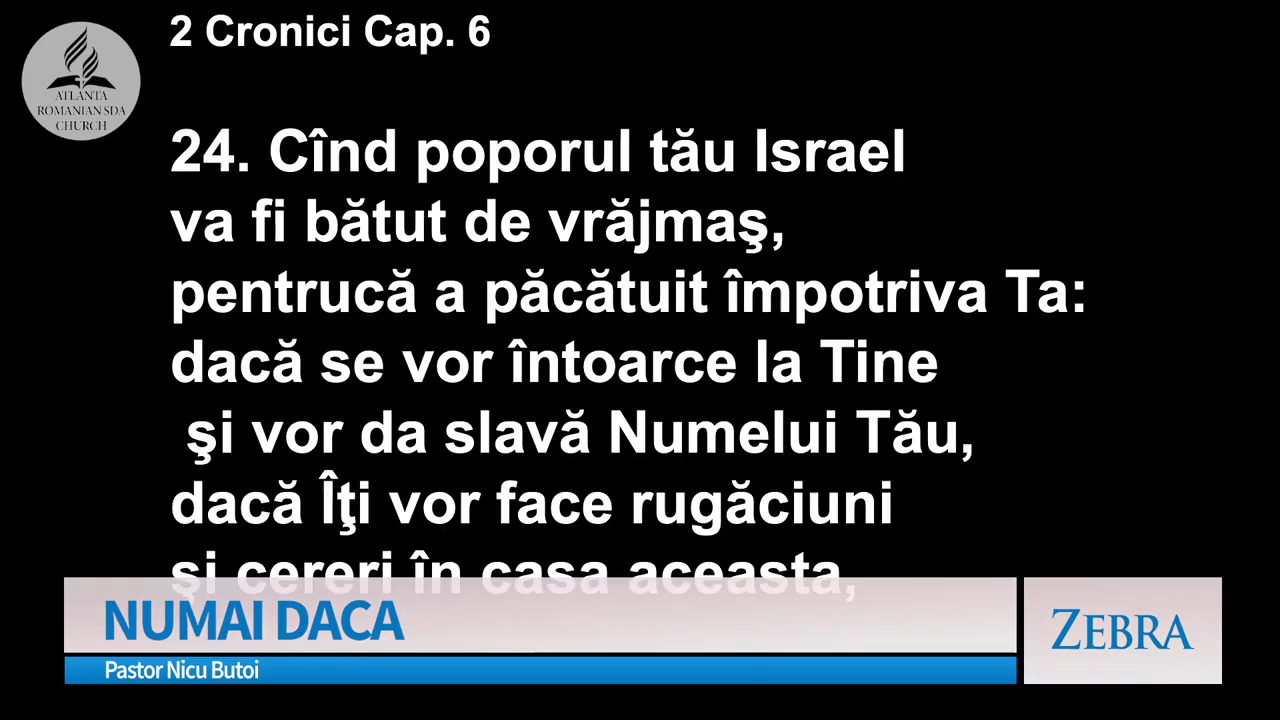 2 Cronici Cap. 6
ATLANTA
ROMANIAN SDA
CHURCH
24. Cînd poporul tău Israel
va fi bătut de vrăjmaş,
pentrucă a păcătuit împotriva Ta:
dacă se vor întoarce la Tine
şi vor da slavă Numelui Tău,
dacă Îţi vor face rugăciuni
şi cereri în casa aceasta,
NUMAI DACA
Pastor Nicu Butoi
ZEBRA